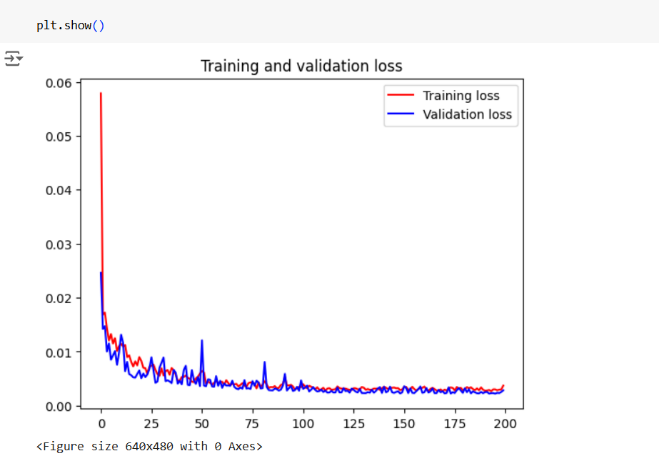 plt.show()
Training and validation loss
Training loss
Validation loss
0.06
0.05
0.04
0.03
0.02
0.01
0.00
0 25 50 75 100 125 150 175 200
<Figure size 640x480 with 0 Axes>